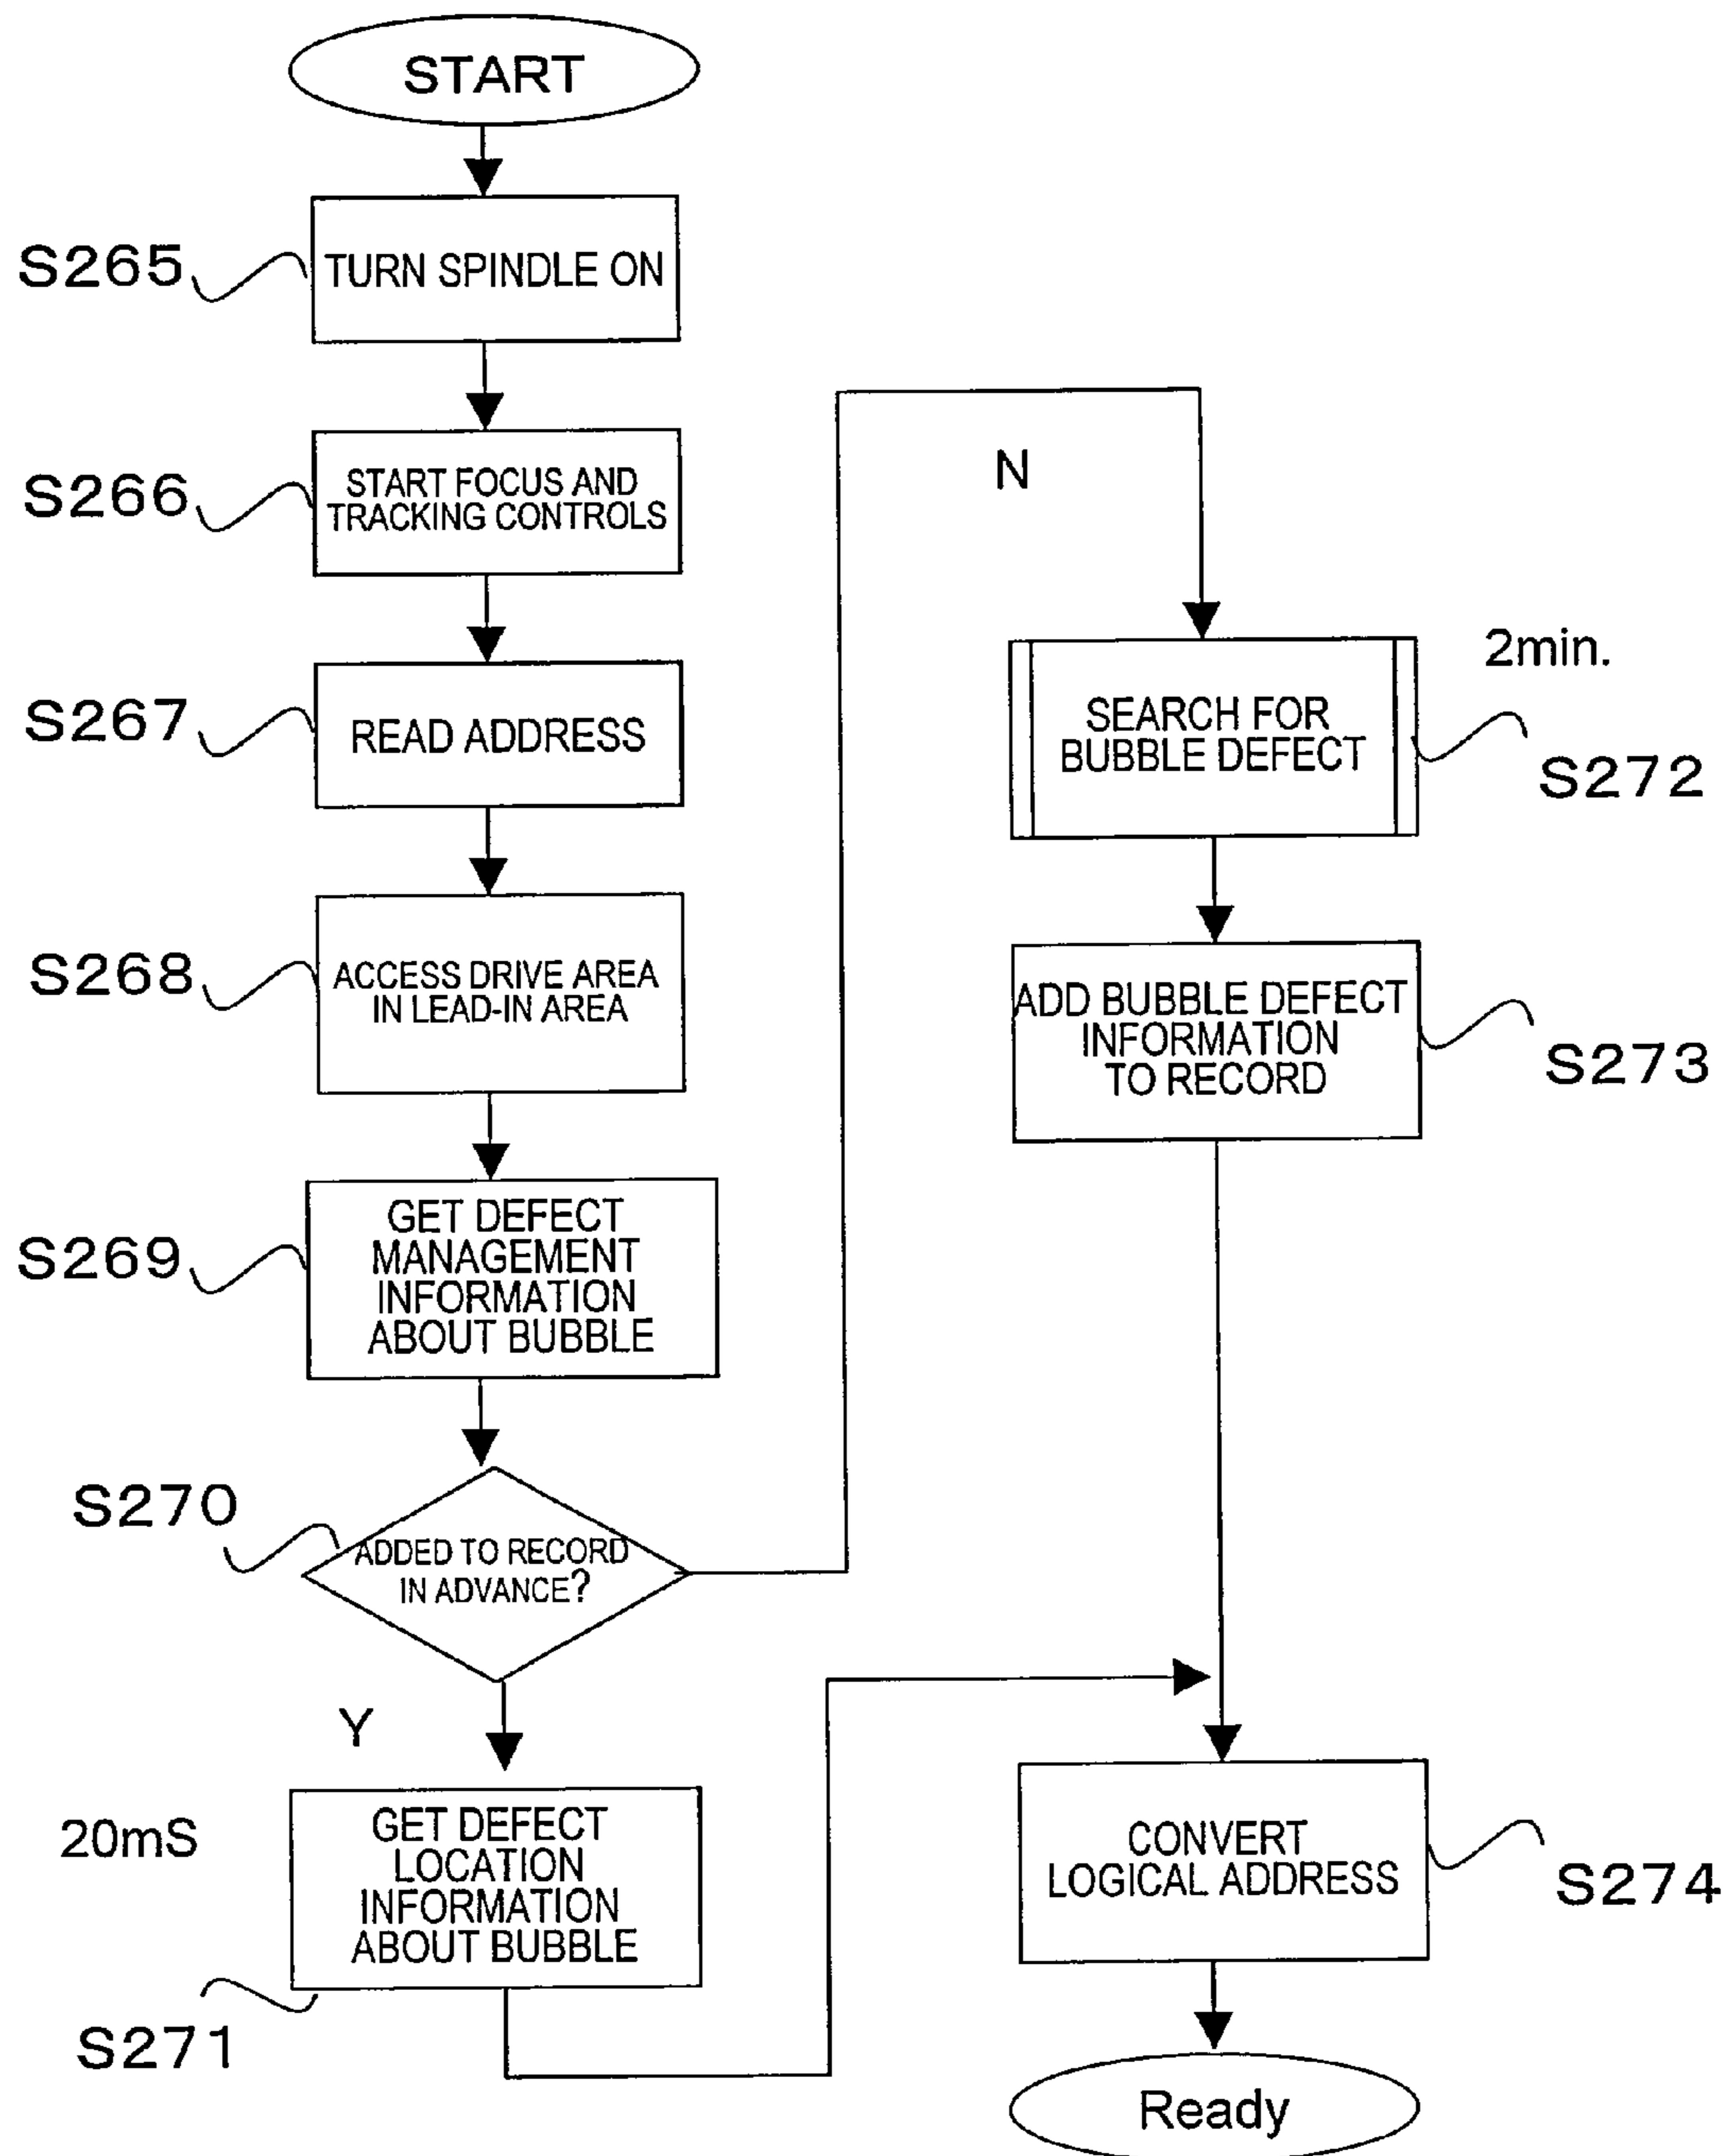 START
S265
TURN SPINDLE ON
S266
START FOCUS AND
TRACKING CONTROLS
S267
READ ADDRESS
S268
ACCESS DRIVE AREA
IN LEAD-IN AREA
S269
GET DEFECT
MANAGEMENT
INFORMATION
ABOUT BUBBLE
S270
ADDED TO RECORD
IN ADVANCE?
Y
20mS
GET DEFECT
LOCATION
INFORMATION
ABOUT BUBBLE
S271
N
2min.
SEARCH FOR
BUBBLE DEFECT
S272
ADD BUBBLE DEFECT
INFORMATION
TO RECORD
S273
CONVERT
LOGICAL ADDRESS
S274
Ready